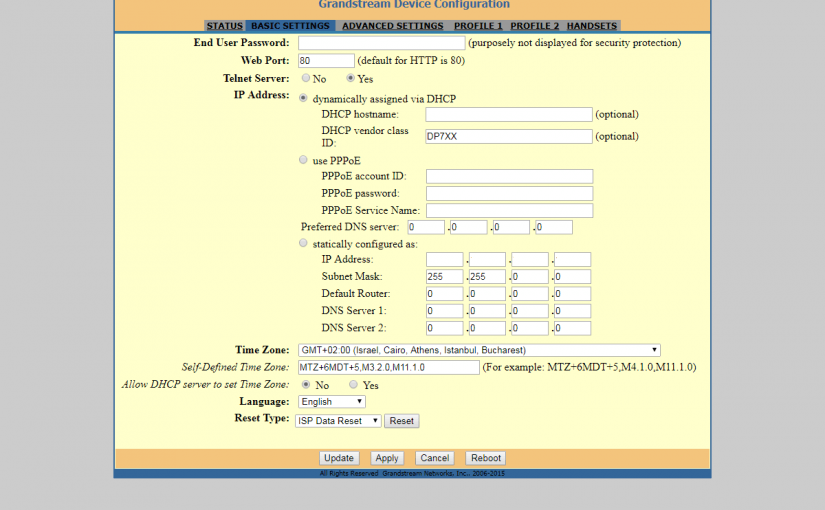 Grandstream Device Configuration
STATUS BASIC SETTINGS ADVANCED SETTINGS PROFILE 1 PROFILE 2 HANDSETS
End User Password: (purposely not displayed for security protection)
Web Port: 80 (default for HTTP is 80)
Telnet Server: No Yes
IP Address: dynamically assigned via DHCP
DHCP hostname: (optional)
DHCP vendor class ID: DP7XX (optional)
use PPPoE
PPPoE account ID:
PPPoE password:
PPPoE Service Name:
Preferred DNS server: 0 .0 .0 .0
statically configured as:
IP Address: . . .
Subnet Mask: 255 .255 .0 .0
Default Router: 0 .0 .0 .0
DNS Server 1: 0 .0 .0 .0
DNS Server 2: 0 .0 .0 .0
Time Zone: GMT+02:00 (Israel, Cairo, Athens, Istanbul, Bucharest)
Self-Defined Time Zone: MTZ+6MDT+5,M3.2.0,M11.1.0 (For example: MTZ+6MDT+5,M4.1.0,M11.1.0)
Allow DHCP server to set Time Zone: No Yes
Language: English
Reset Type: ISP Data Reset Reset
Update Apply Cancel Reboot
All Rights Reserved Grandstream Networks, Inc.. 2006-2015